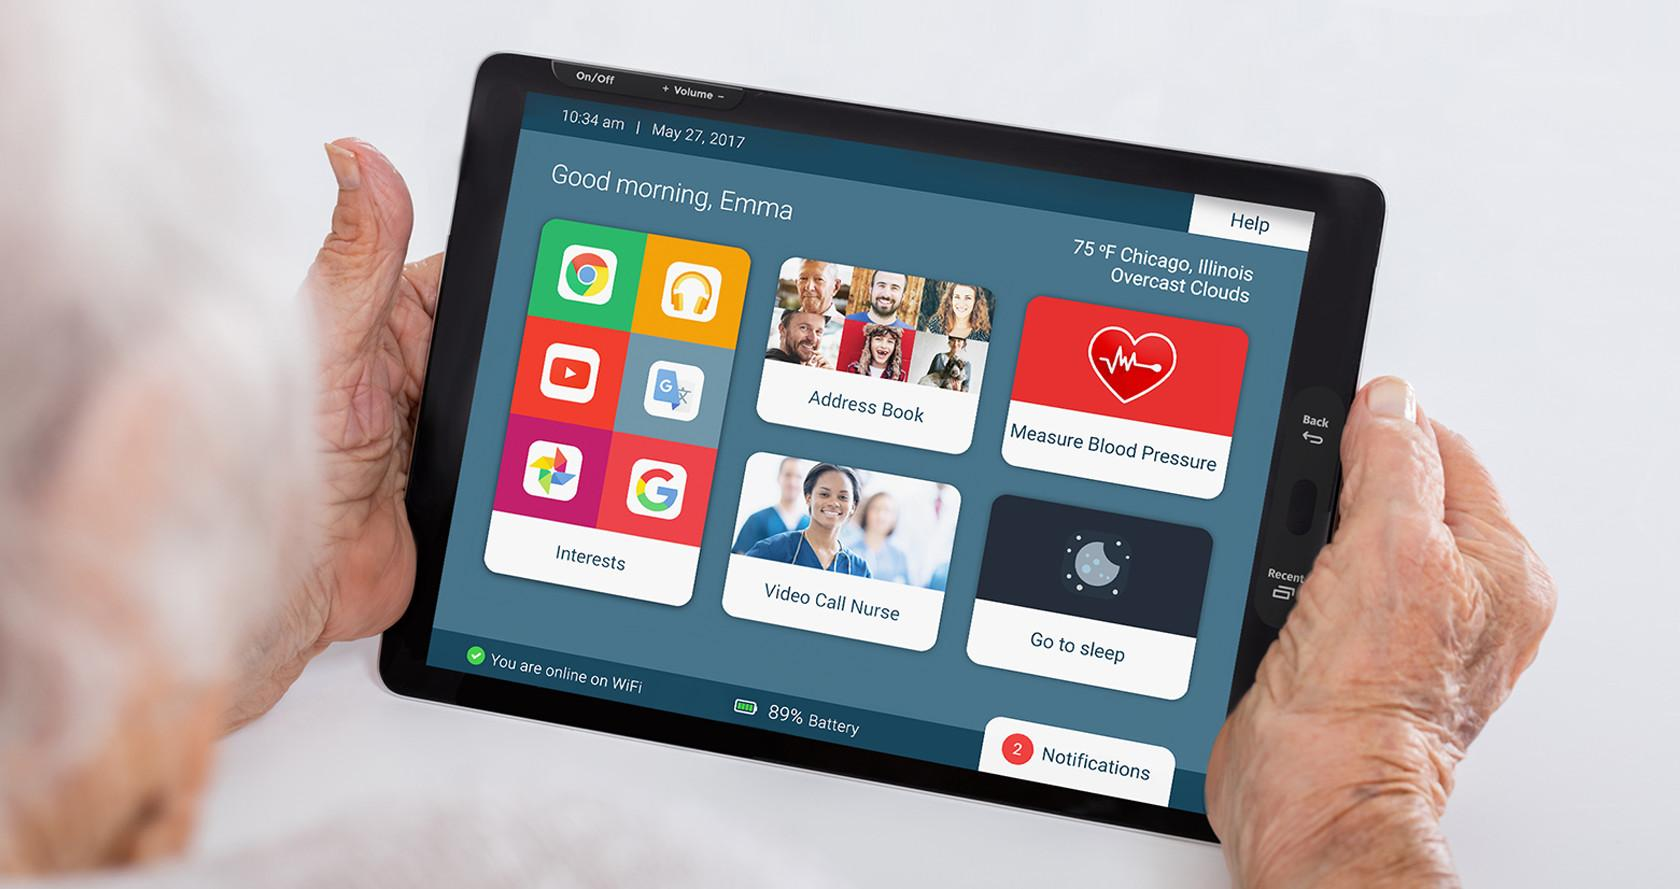 On/Off
+ Volume −
10:34 am | May 27, 2017
Help
Good morning, Emma
75 ºF Chicago, Illinois
Overcast Clouds
Address Book
Measure Blood Pressure
Interests
Video Call Nurse
Go to sleep
Back
Recent
You are online on WiFi
89% Battery
2 Notifications